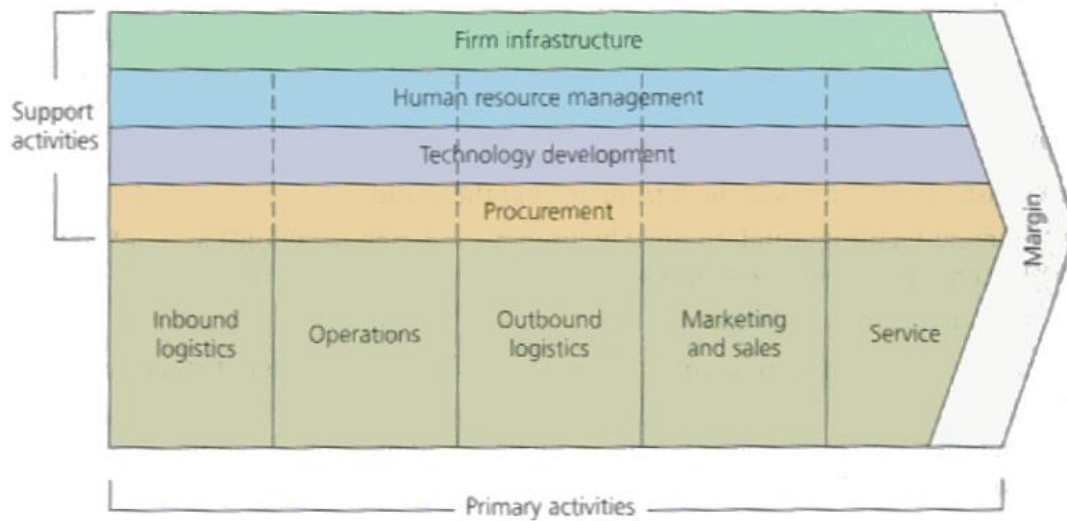 Firm infrastructure
Human resource management
Support
activities
Technology development
Procurement
Margin
Inbound
logistics
Operations
Outbound
logistics
Marketing
and sales
Service
Primary activities